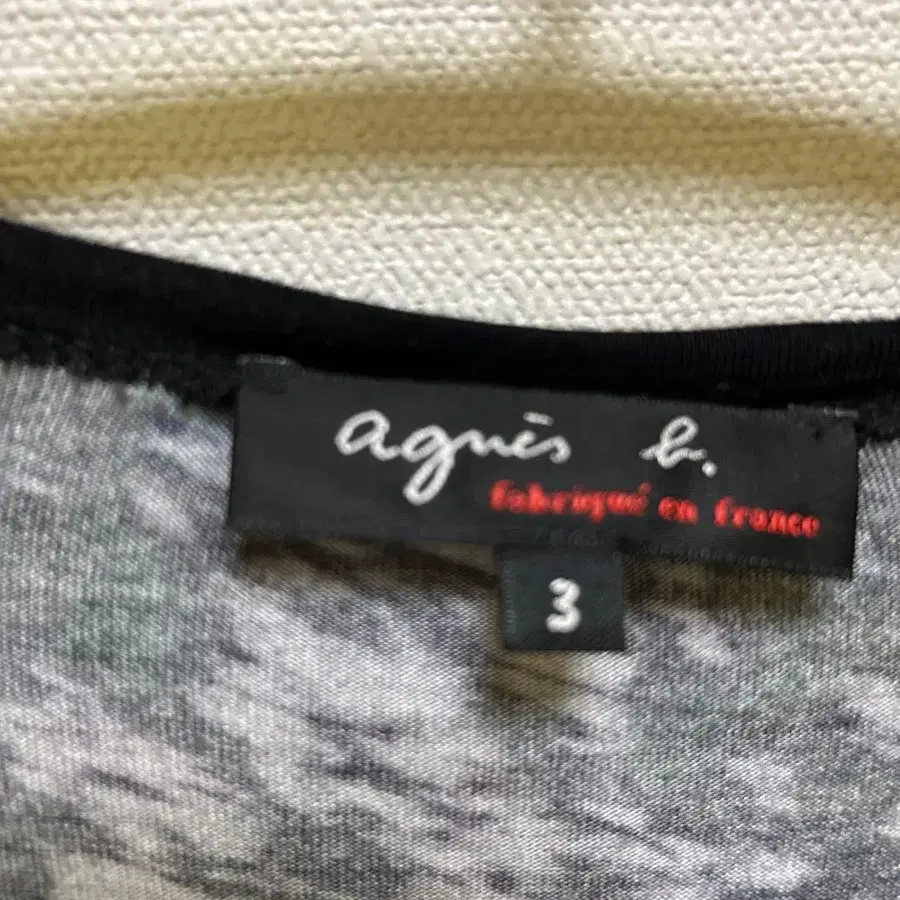 agnès b.
fabriqué en france
3